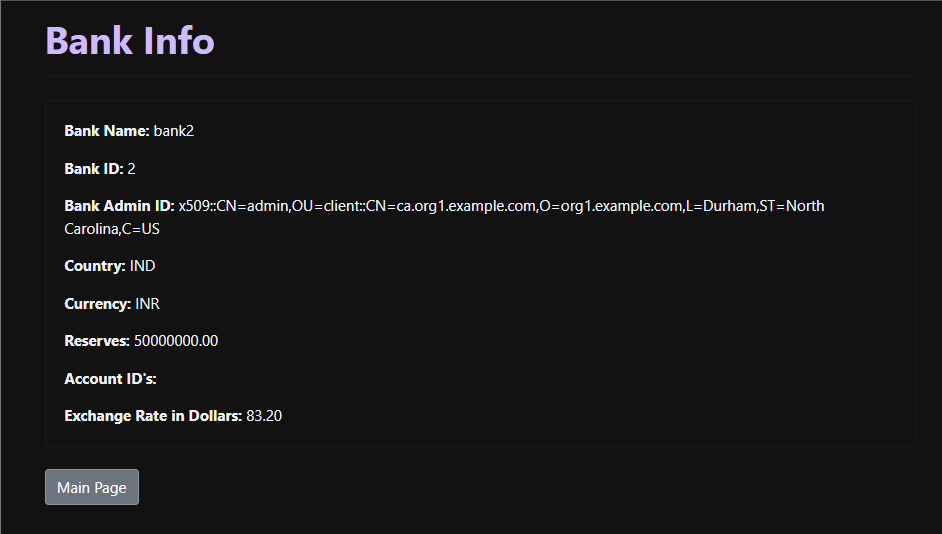 Bank Info
Bank Name: bank2
Bank ID: 2
Bank Admin ID: x509::CN=admin,OU=client::CN=ca.org1.example.com,O=org1.example.com,L=Durham,ST=North
Carolina,C=US
Country: IND
Currency: INR
Reserves: 50000000.00
Account ID's:
Exchange Rate in Dollars: 83.20
Main Page